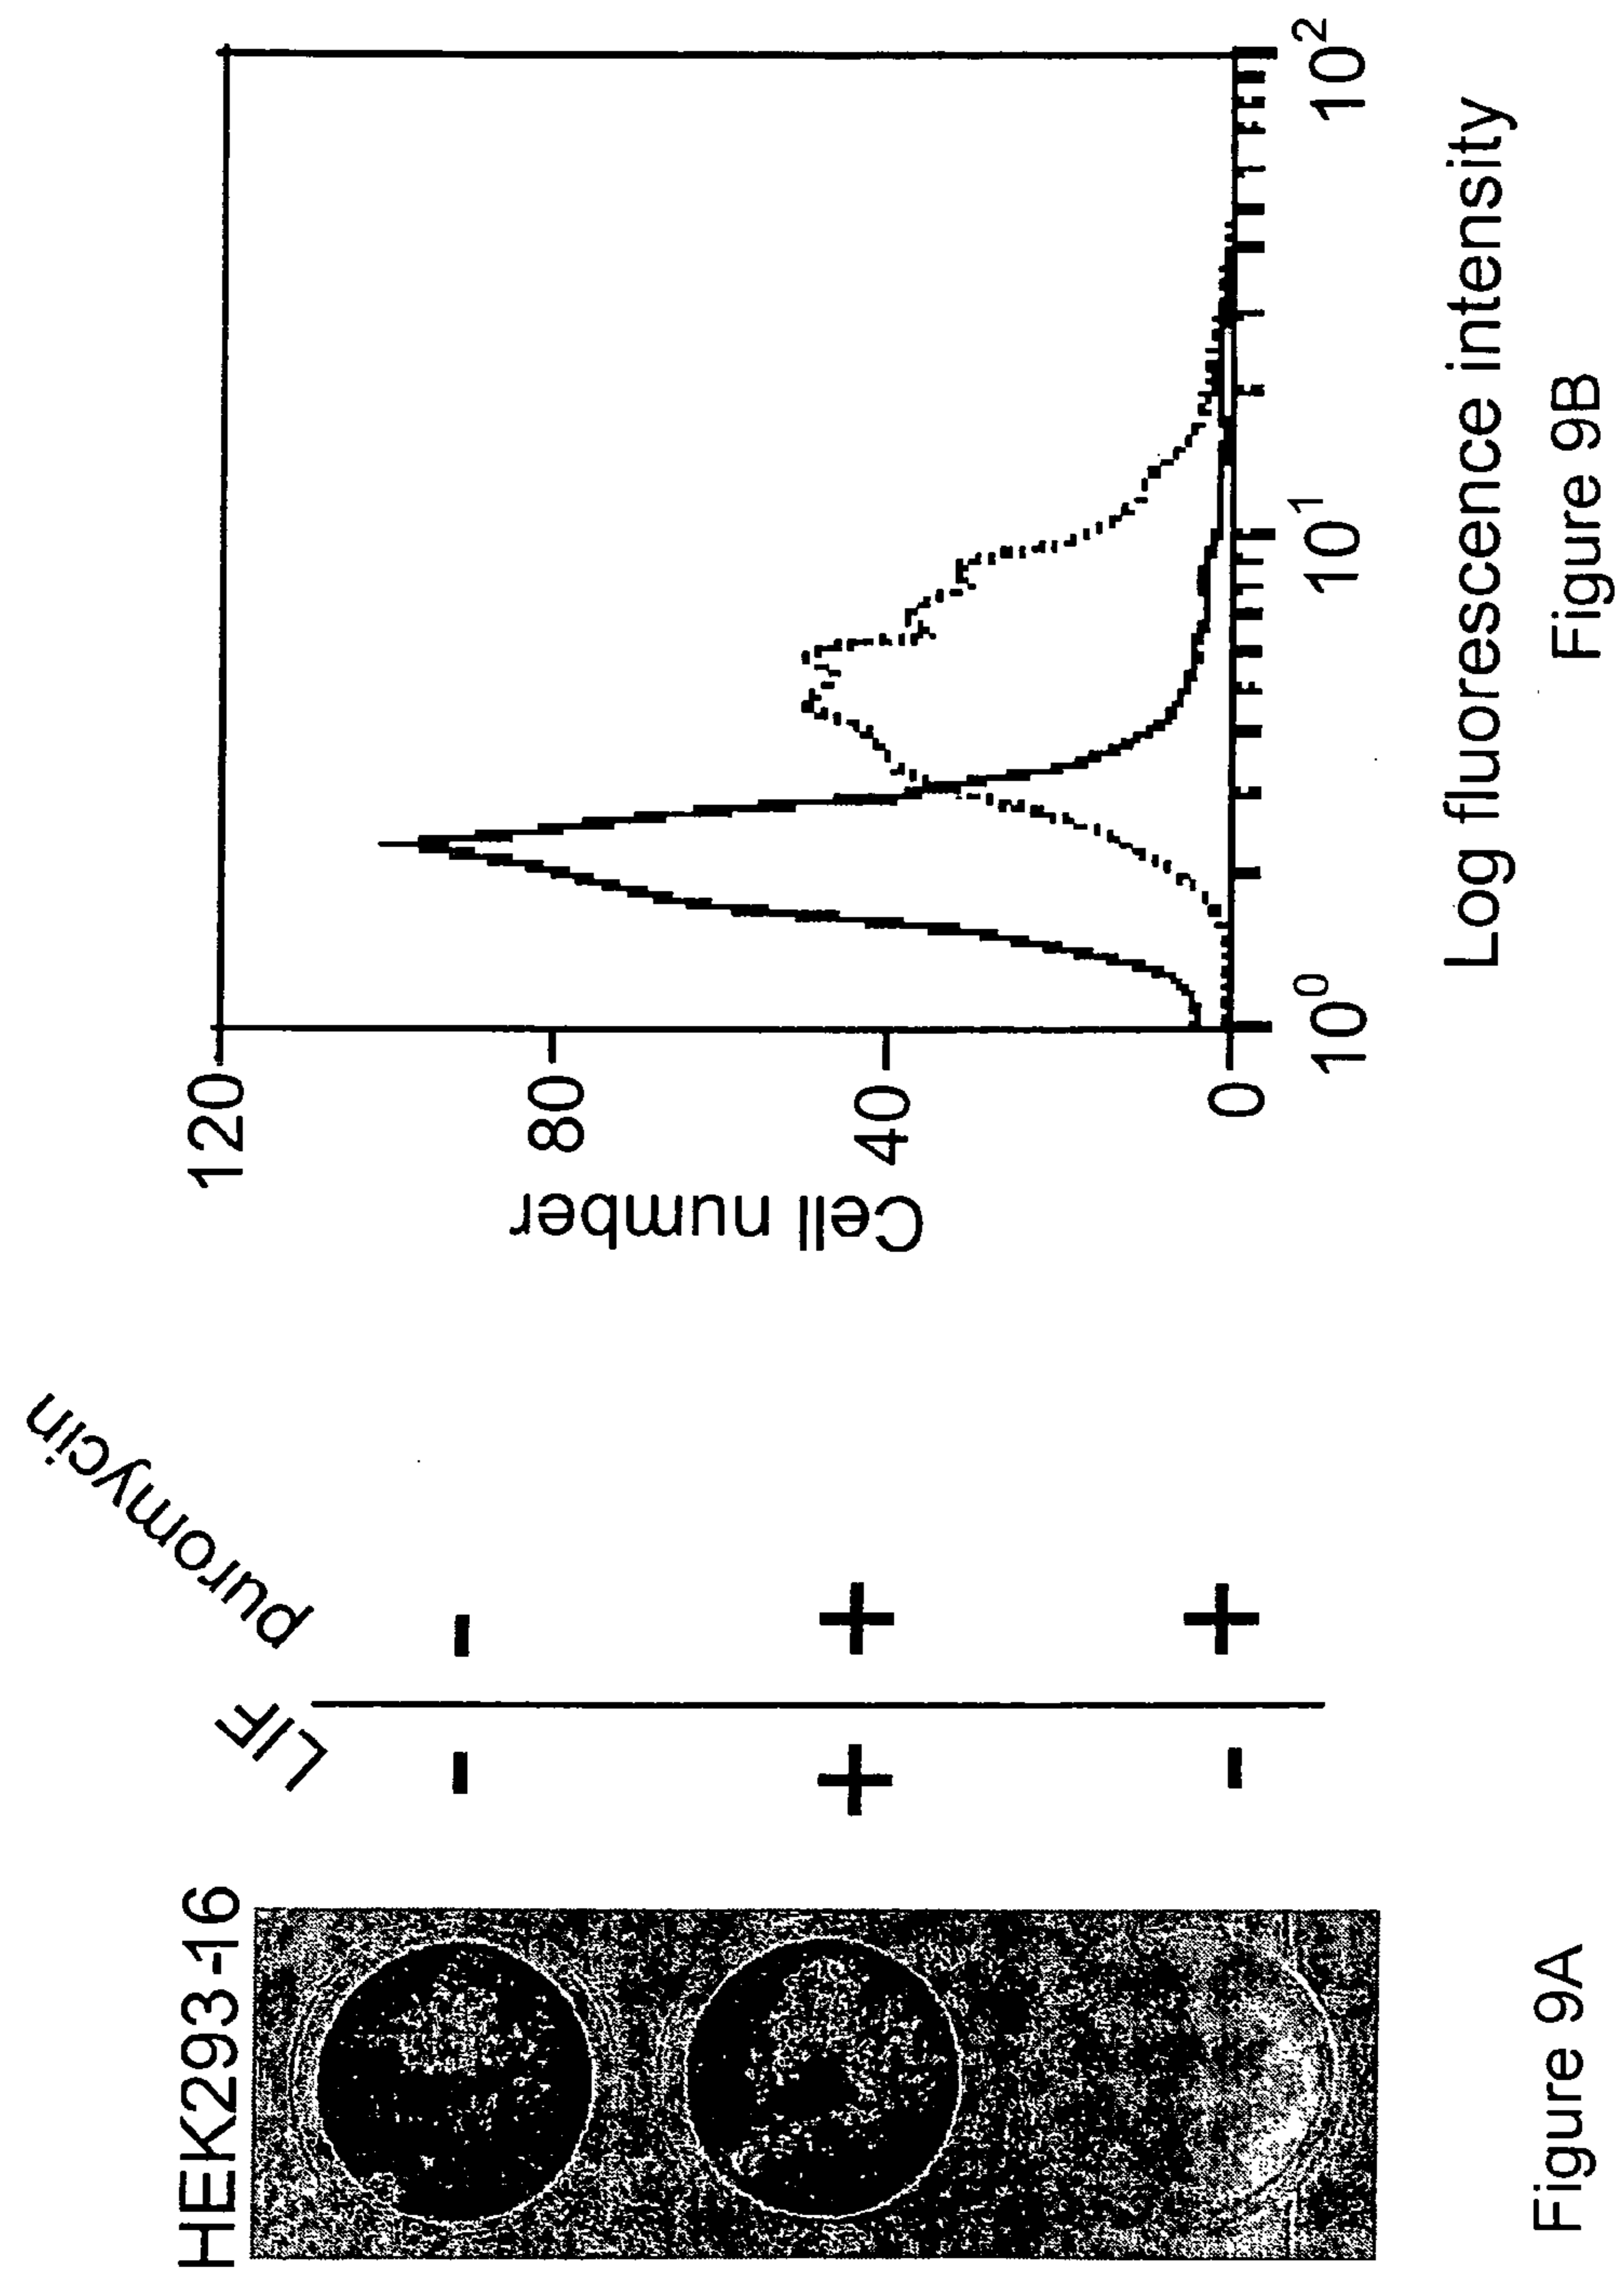 HEK293-16
LIF
puromycin
- -
+ +
- +
Figure 9A
Cell number
120
80
40
0
10⁰
10¹
10²
Log fluorescence intensity
Figure 9B